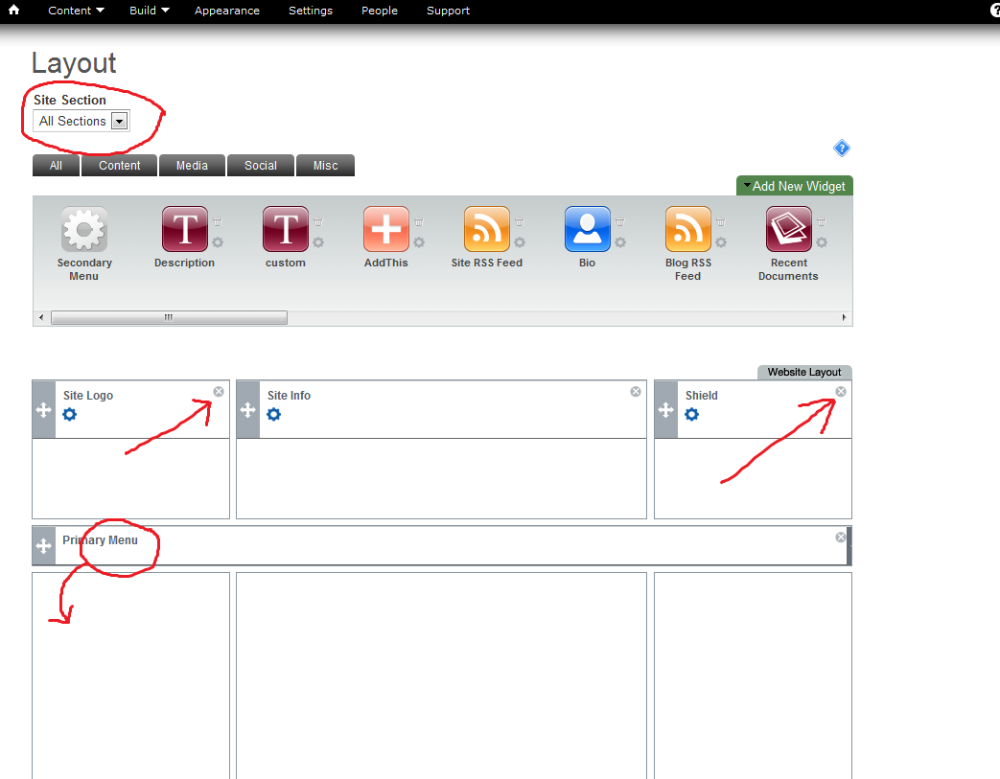 Content Build Appearance Settings People Support ?
Layout
Site Section
All Sections
?
All Content Media Social Misc
Add New Widget
T T
Secondary Menu
Description
custom
AddThis
Site RSS Feed
Bio
Blog RSS Feed
Recent Documents
Website Layout
Site Logo Site Info Shield
Primary Menu